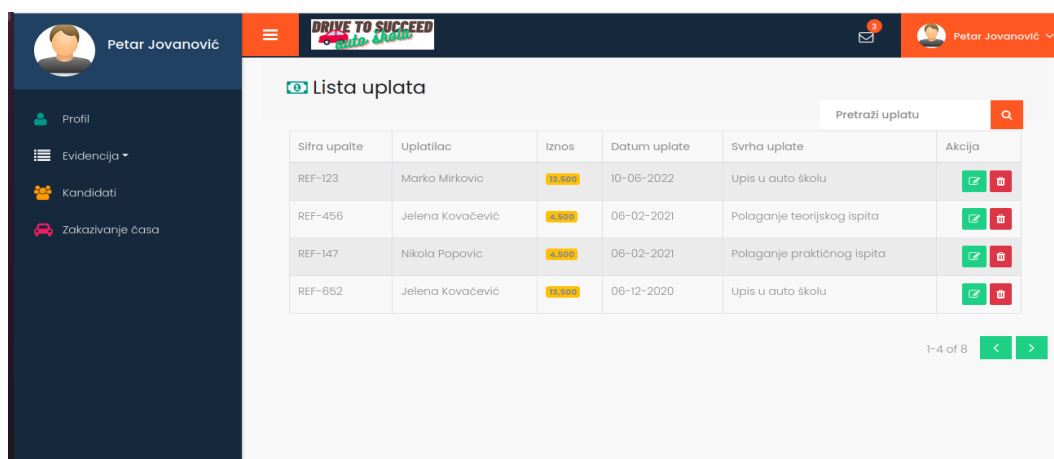 Petar Jovanović
DRIVE TO SUCCEED
auto škola
3
Petar Jovanović
Profil
Evidencija
Kandidati
Zakazivanje časa
Lista uplata
Pretraži uplatu
Sifra upalte Uplatilac Iznos Datum uplate Svrha uplate Akcija
REF-123 Marko Mirkovic 13,500 10-06-2022 Upis u auto školu
REF-456 Jelena Kovačević 4,500 06-02-2021 Polaganje teorijskog ispita
REF-147 Nikola Popovic 4,500 06-02-2021 Polaganje praktičnog ispita
REF-652 Jelena Kovačević 13,500 06-12-2020 Upis u auto školu
1-4 of 8